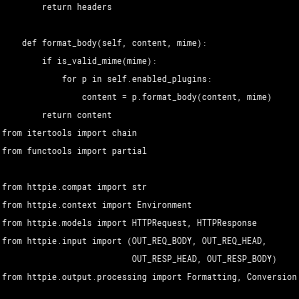 return headers

    def format_body(self, content, mime):
        if is_valid_mime(mime):
            for p in self.enabled_plugins:
                content = p.format_body(content, mime)
        return content
from itertools import chain
from functools import partial

from httpie.compat import str
from httpie.context import Environment
from httpie.models import HTTPRequest, HTTPResponse
from httpie.input import (OUT_REQ_BODY, OUT_REQ_HEAD,
                          OUT_RESP_HEAD, OUT_RESP_BODY)
from httpie.output.processing import Formatting, Conversion